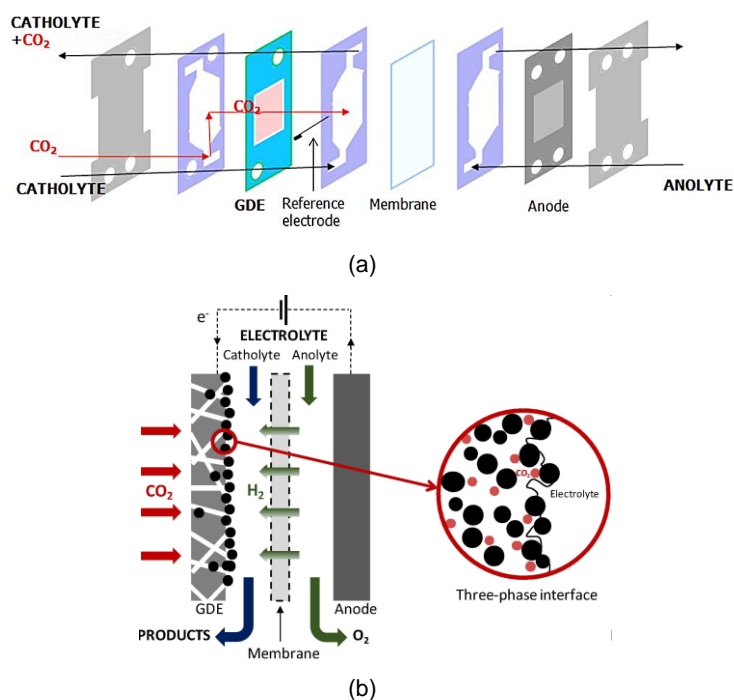 CATHOLYTE
+CO₂
CO₂
CO₂
CATHOLYTE
ANOLYTE
GDE
Reference
electrode
Membrane
Anode
(a)
e⁻
ELECTROLYTE
Catholyte
Anolyte
CO₂
H₂
CO₂
Electrolyte
GDE
Anode
Three-phase interface
PRODUCTS
O₂
Membrane
(b)